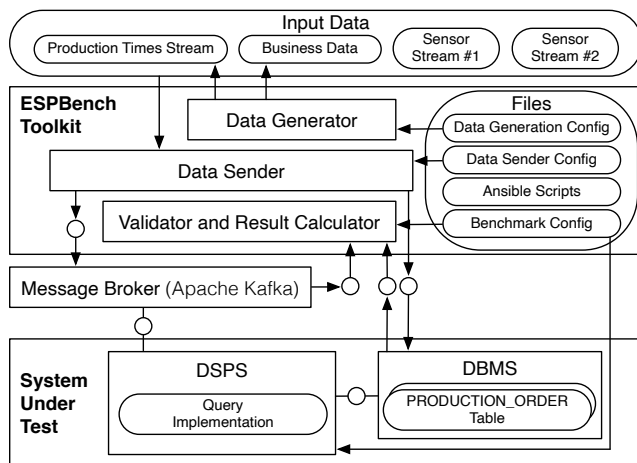 Input Data
Production Times Stream
Business Data
Sensor
Stream #1
Sensor
Stream #2
ESPBench
Toolkit
Data Generator
Files
Data Generation Config
Data Sender
Data Sender Config
Ansible Scripts
Validator and Result Calculator
Benchmark Config
Message Broker (Apache Kafka)
System
Under
Test
DSPS
Query
Implementation
DBMS
PRODUCTION_ORDER
Table